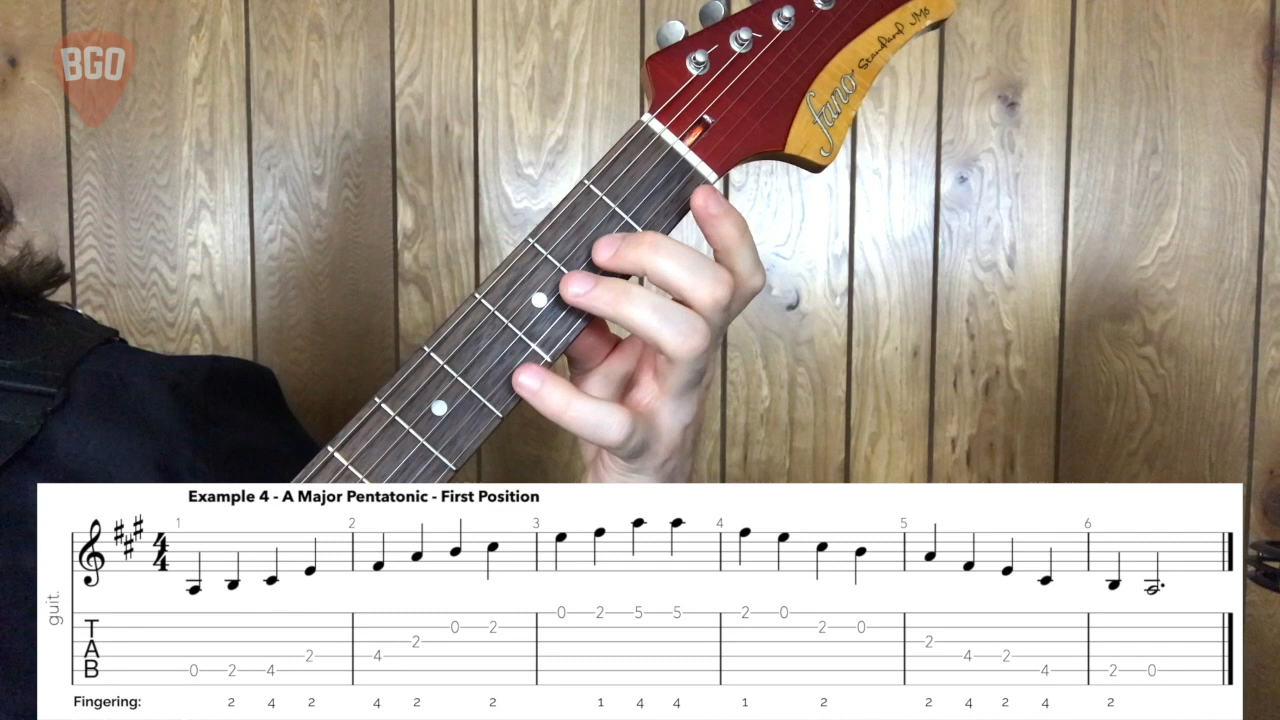 BGO
fano Standard JM6
Example 4 - A Major Pentatonic - First Position
1 2 3 4 5 6
4
4
guit.
T
A
B
0 2 5 5 2 0
0 2 2 0
2 2
2 4 4 2
0 2 4 4 2 0
Fingering: 2 4 2 4 2 2 1 4 4 1 2 2 4 2 4 2